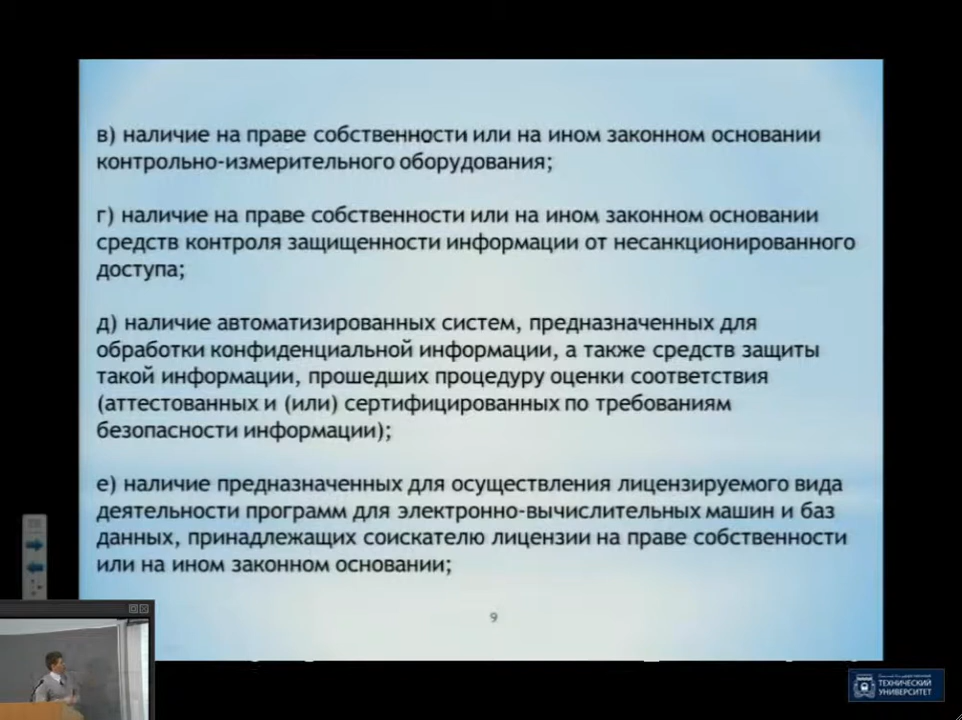 в) наличие на праве собственности или на ином законном основании
контрольно-измерительного оборудования;
г) наличие на праве собственности или на ином законном основании
средств контроля защищенности информации от несанкционированного
доступа;
д) наличие автоматизированных систем, предназначенных для
обработки конфиденциальной информации, а также средств защиты
такой информации, прошедших процедуру оценки соответствия
(аттестованных и (или) сертифицированных по требованиям
безопасности информации);
е) наличие предназначенных для осуществления лицензируемого вида
деятельности программ для электронно-вычислительных машин и баз
данных, принадлежащих соискателю лицензии на праве собственности
или на ином законном основании;
9
ТЕХНИЧЕСКИЙ
УНИВЕРСИТЕТ